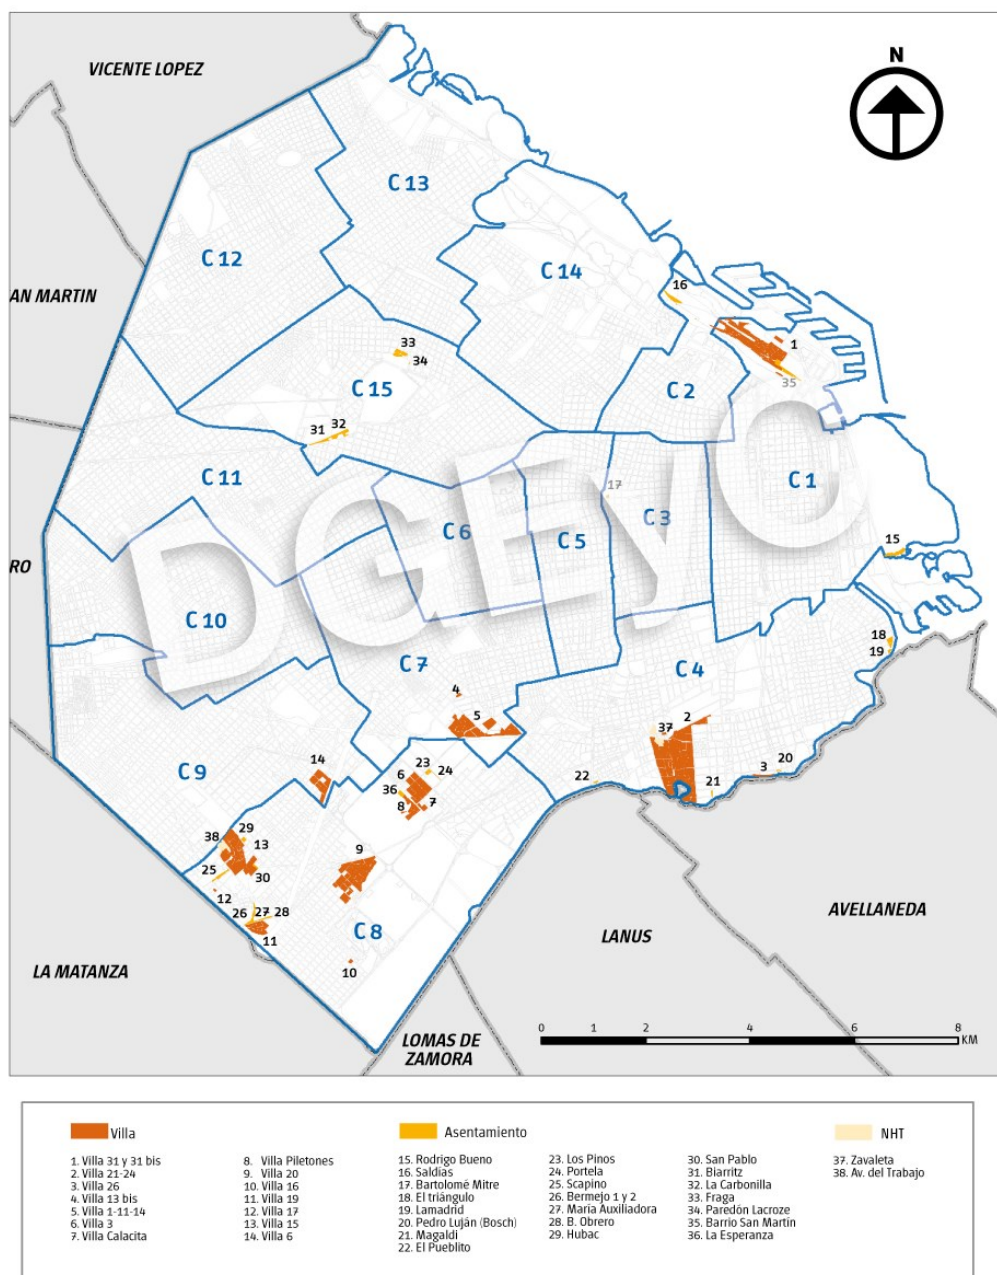 VICENTE LOPEZ
N
C 13
C 12
C 14
AN MARTIN
16
1
33
34
35
C 15
C 2
31 32
C 11
17
C 1
C 6
C 3
C 5
DGEyC
15
RO
C 10
18
19
C 7
C 4
4
5
2
37
14
C 9
23
6
24
36
8
7
22
3
20
21
38
29
13
9
25
30
12
26
27
28
11
C 8
10
AVELLANEDA
LANUS
LA MATANZA
LOMAS DE
ZAMORA
0 1 2 4 6 8
KM
Villa
1. Villa 31 y 31 bis
2. Villa 21-24
3. Villa 26
4. Villa 13 bis
5. Villa 1-11-14
6. Villa 3
7. Villa Calacita
8. Villa Piletones
9. Villa 20
10. Villa 16
11. Villa 19
12. Villa 17
13. Villa 15
14. Villa 6
Asentamiento
15. Rodrigo Bueno
16. Saldías
17. Bartolomé Mitre
18. El triángulo
19. Lamadrid
20. Pedro Luján (Bosch)
21. Magaldi
22. El Pueblito
23. Los Pinos
24. Portela
25. Scapino
26. Bermejo 1 y 2
27. María Auxiliadora
28. B. Obrero
29. Hubac
30. San Pablo
31. Biarritz
32. La Carbonilla
33. Fraga
34. Paredón Lacroze
35. Barrio San Martín
36. La Esperanza
NHT
37. Zavaleta
38. Av. del Trabajo